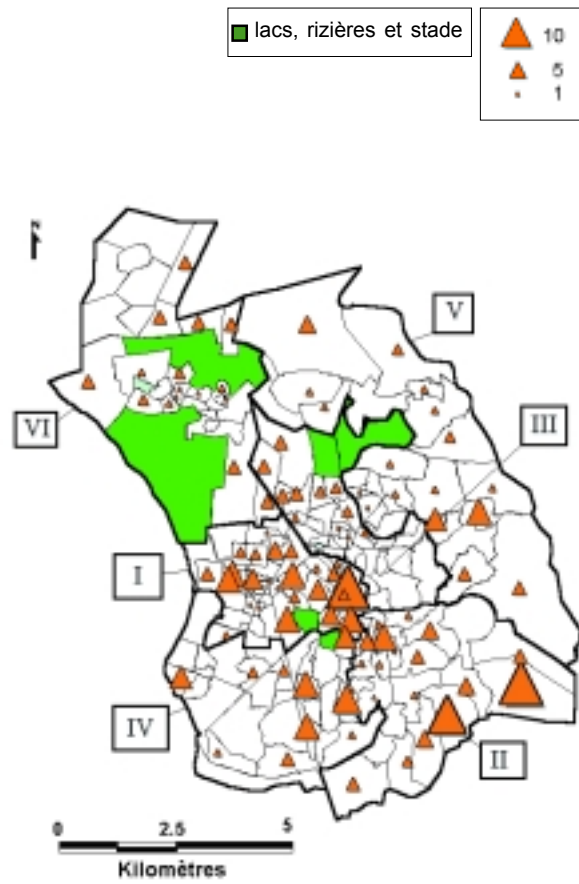 lacs, rizières et stade
10
5
1
N
V
III
VI
I
IV
II
0 2.5 5
Kilomètres